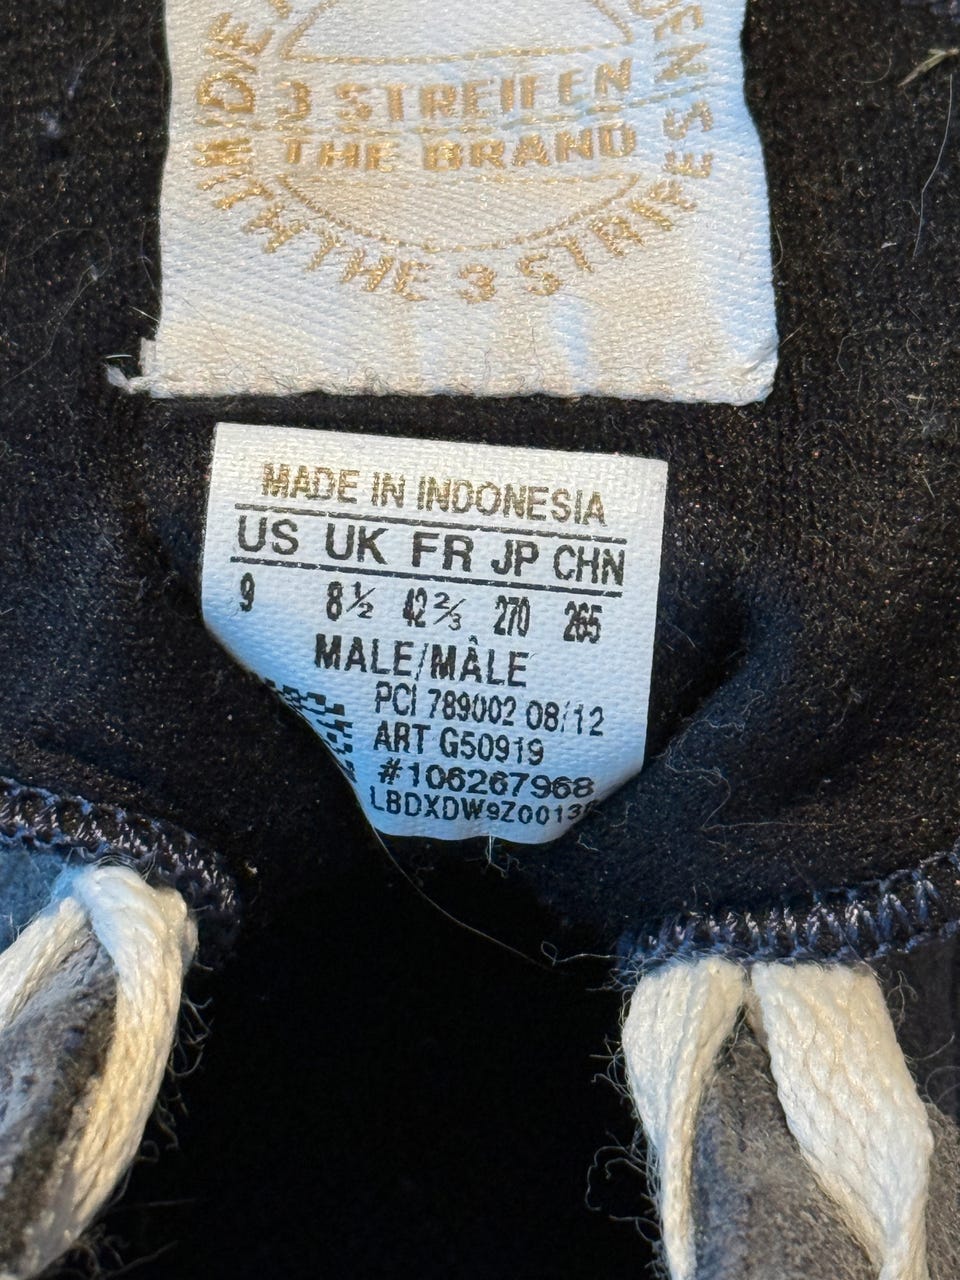 3 STREIFEN
THE BRAND
WITH THE 3 STRIPES
MADE IN INDONESIA
US UK FR JP CHN
9 8½ 42⅔ 270 265
MALE/MÂLE
PCI 789002 08/12
ART G50919
#106267968